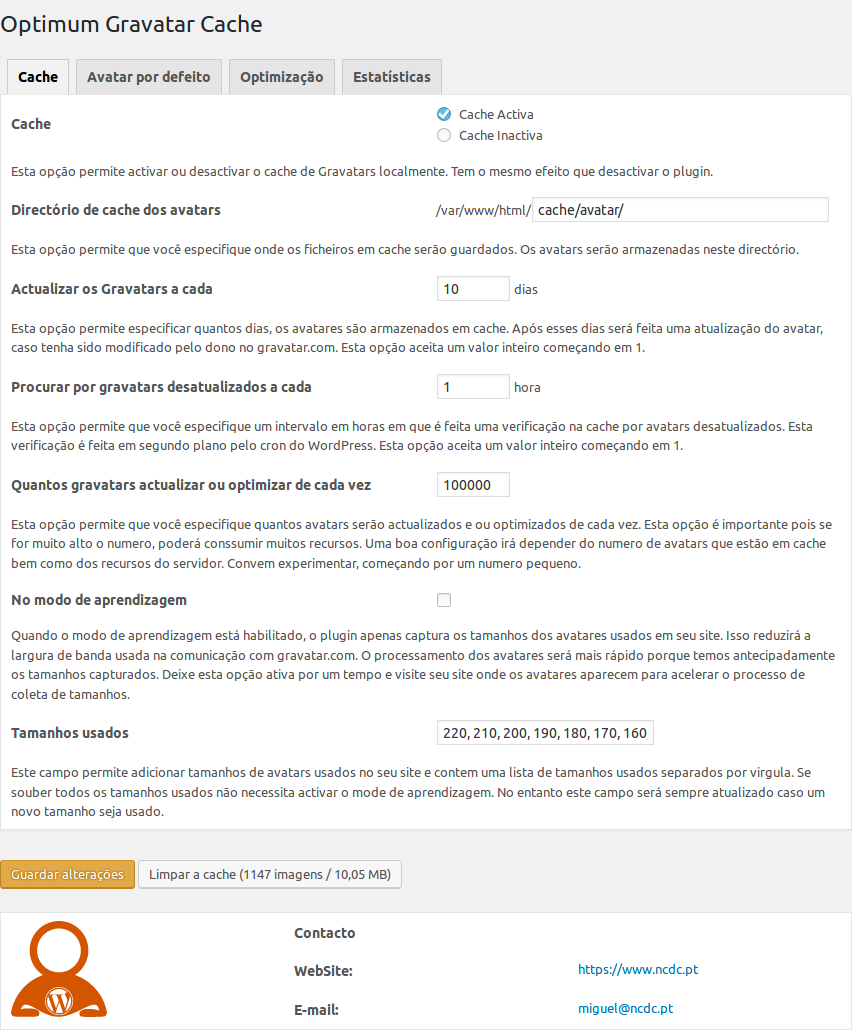 Optimum Gravatar Cache
Cache
Avatar por defeito
Optimização
Estatísticas
Cache
Cache Activa
Cache Inactiva
Esta opção permite activar ou desactivar o cache de Gravatars localmente. Tem o mesmo efeito que desactivar o plugin.
Directório de cache dos avatars
/var/www/html/ cache/avatar/
Esta opção permite que você especifique onde os ficheiros em cache serão guardados. Os avatars serão armazenadas neste directório.
Actualizar os Gravatars a cada
10 dias
Esta opção permite especificar quantos dias, os avatares são armazenados em cache. Após esses dias será feita uma atualização do avatar,
caso tenha sido modificado pelo dono no gravatar.com. Esta opção aceita um valor inteiro começando em 1.
Procurar por gravatars desatualizados a cada
1 hora
Esta opção permite que você especifique um intervalo em horas em que é feita uma verificação na cache por avatars desatualizados. Esta
verificação é feita em segundo plano pelo cron do WordPress. Esta opção aceita um valor inteiro começando em 1.
Quantos gravatars actualizar ou optimizar de cada vez
100000
Esta opção permite que você especifique quantos avatars serão actualizados e ou optimizados de cada vez. Esta opção é importante pois se
for muito alto o numero, poderá conssumir muitos recursos. Uma boa configuração irá depender do numero de avatars que estão em cache
bem como dos recursos do servidor. Convem experimentar, começando por um numero pequeno.
No modo de aprendizagem
Quando o modo de aprendizagem está habilitado, o plugin apenas captura os tamanhos dos avatares usados em seu site. Isso reduzirá a
largura de banda usada na comunicação com gravatar.com. O processamento dos avatares será mais rápido porque temos antecipadamente
os tamanhos capturados. Deixe esta opção ativa por um tempo e visite seu site onde os avatares aparecem para acelerar o processo de
coleta de tamanhos.
Tamanhos usados
220, 210, 200, 190, 180, 170, 160
Este campo permite adicionar tamanhos de avatars usados no seu site e contem uma lista de tamanhos usados separados por virgula. Se
souber todos os tamanhos usados não necessita activar o mode de aprendizagem. No entanto este campo será sempre atualizado caso um
novo tamanho seja usado.
Guardar alterações
Limpar a cache (1147 imagens / 10,05 MB)
Contacto
WebSite:
https://www.ncdc.pt
E-mail:
miguel@ncdc.pt